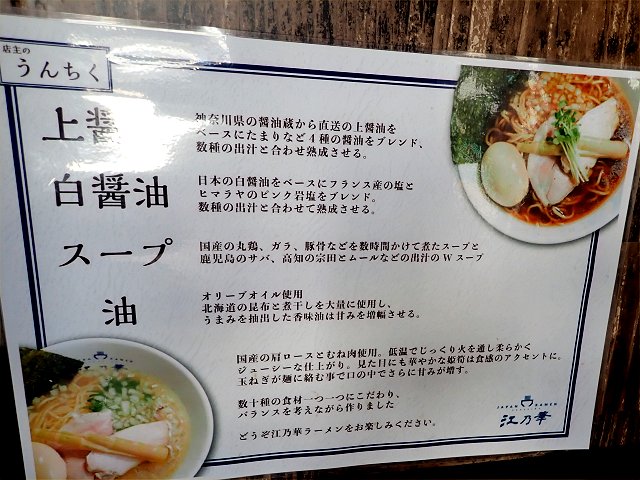 店主の
うんちく
上醤
神奈川県の醤油蔵から直送の上醤油を
ベースにたまりなど4種の醤油をブレンド、
数種の出汁と合わせ熟成させる。
白醤油
日本の白醤油をベースにフランス産の塩と
ヒマラヤのピンク岩塩をブレンド。
数種の出汁と合わせて熟成させる。
スープ
国産の丸鶏、ガラ、豚骨などを数時間かけて煮たスープと
鹿児島のサバ、高知の宗田とムールなどの出汁のWスープ
油
オリーブオイル使用
北海道の昆布と煮干しを大量に使用し、
うまみを抽出した香味油は甘みを増幅させる。
国産の肩ロースとむね肉使用。低温でじっくり火を通し柔らかく
ジューシーな仕上がり。見た目にも華やかな姫筍は食感のアクセントに。
玉ねぎが麺に絡む事で口の中でさらに甘みが増す。
数十種の食材一つ一つにこだわり、
バランスを考えながら作りました
どうぞ江乃華ラーメンをお楽しみください。
JAPAN RAMEN
江乃華
江乃華